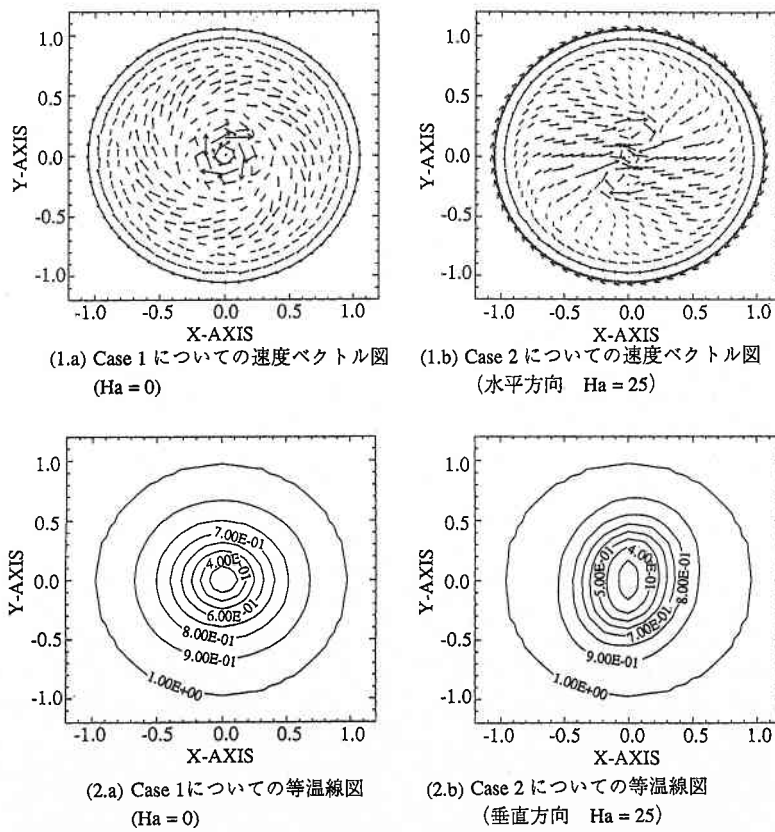 1.0
0.5
0.0
-0.5
-1.0
Y-AXIS
-1.0 -0.5 0.0 0.5 1.0
X-AXIS
(1.a) Case 1 についての速度ベクトル図
(Ha = 0)
Y-AXIS
1.0
0.5
0.0
-0.5
-1.0
-1.0 -0.5 0.0 0.5 1.0
X-AXIS
(1.b) Case 2 についての速度ベクトル図
(水平方向 Ha = 25)
Y-AXIS
1.0
0.5
0.0
-0.5
-1.0
7.00E-01
4.00E-01
6.00E-01
8.00E-01
9.00E-01
1.00E+00
-1.0 -0.5 0.0 0.5 1.0
X-AXIS
(2.a) Case 1についての等温線図
(Ha = 0)
Y-AXIS
1.0
0.5
0.0
-0.5
-1.0
5.00E-01
4.00E-01
8.00E-01
7.00E-01
9.00E-01
1.00E+00
-1.0 -0.5 0.0 0.5 1.0
X-AXIS
(2.b) Case 2 についての等温線図
(垂直方向 Ha = 25)